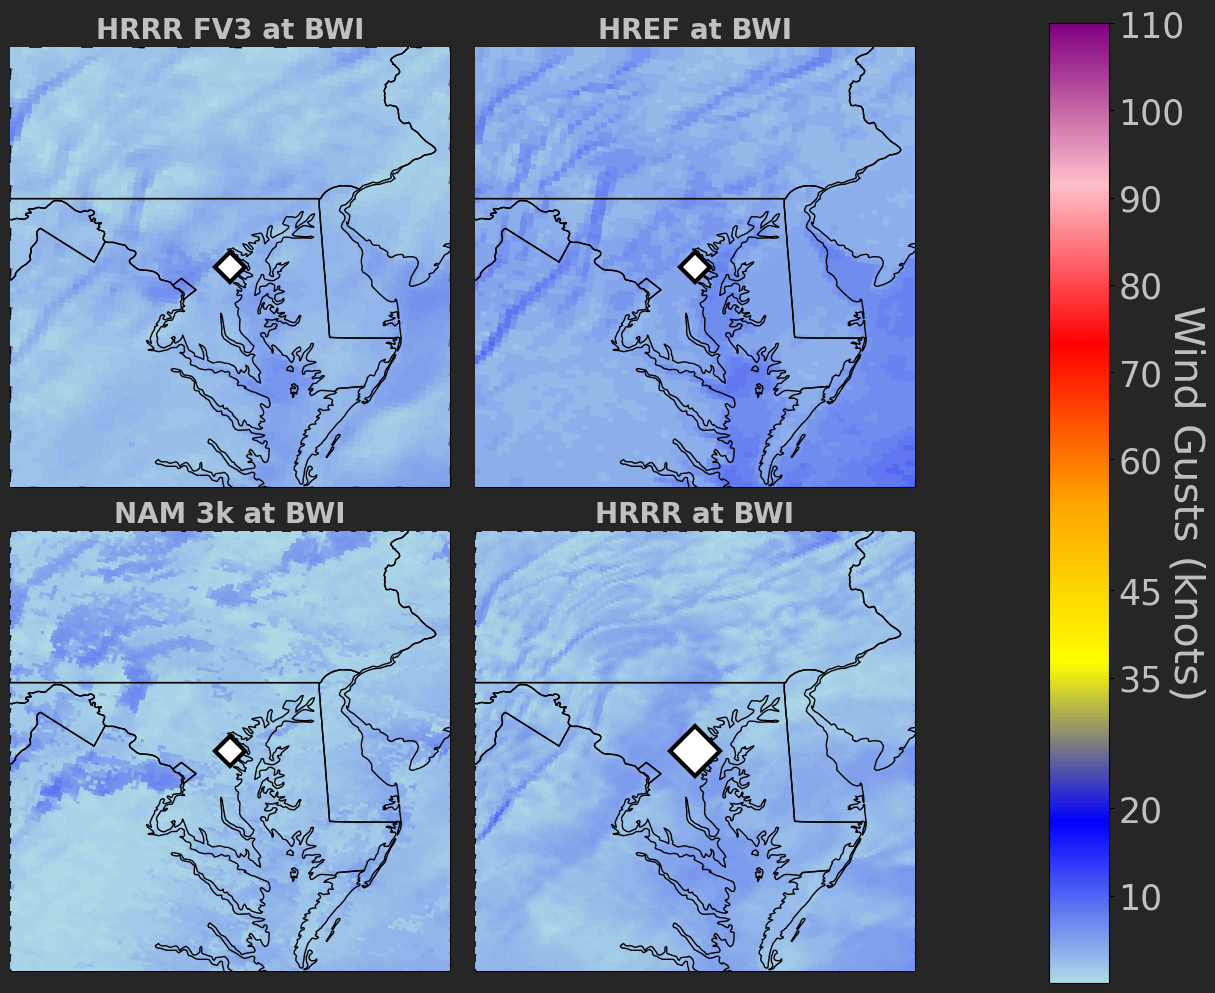 HRRR FV3 at BWI
HREF at BWI
NAM 3k at BWI
HRRR at BWI
110
100
90
80
70
60
45
35
20
10
Wind Gusts (knots)